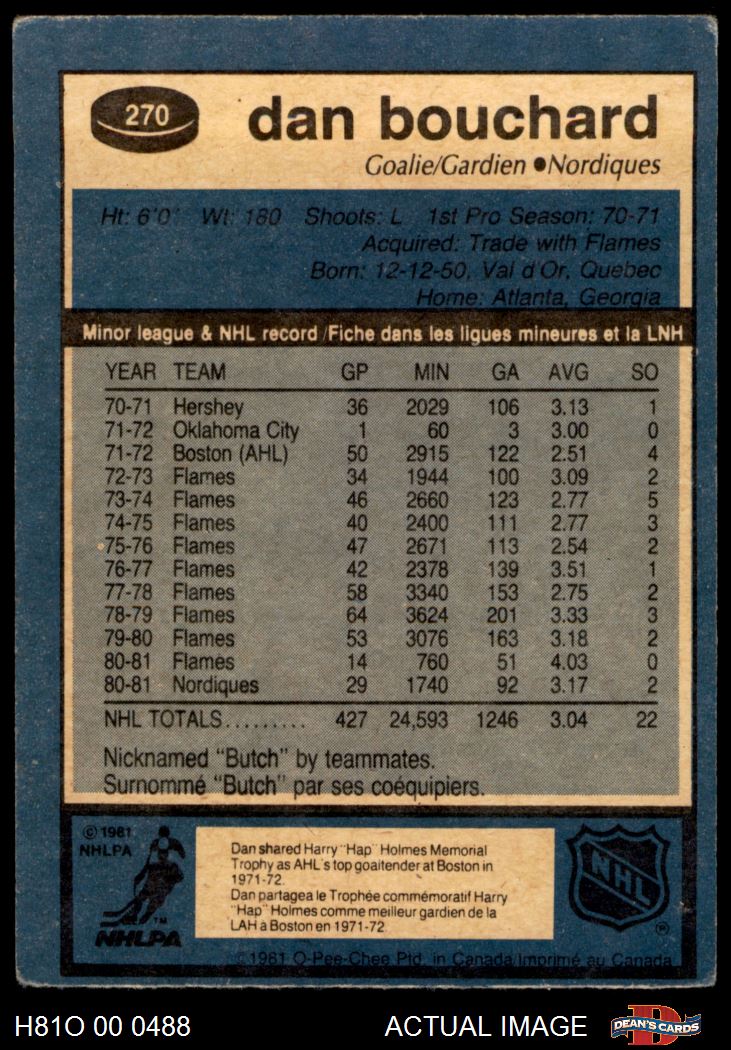 270
dan bouchard
Goalie/Gardien ●Nordiques
Ht: 6'0" Wt: 180 Shoots: L 1st Pro Season: 70-71
Acquired: Trade with Flames
Born: 12-12-50, Val d'Or, Quebec
Home: Atlanta, Georgia
Minor league & NHL record /Fiche dans les ligues mineures et la LNH
YEAR TEAM GP MIN GA AVG SO
70-71 Hershey 36 2029 106 3.13 1
71-72 Oklahoma City 1 60 3 3.00 0
71-72 Boston (AHL) 50 2915 122 2.51 4
72-73 Flames 34 1944 100 3.09 2
73-74 Flames 46 2660 123 2.77 5
74-75 Flames 40 2400 111 2.77 3
75-76 Flames 47 2671 113 2.54 2
76-77 Flames 42 2378 139 3.51 1
77-78 Flames 58 3340 153 2.75 2
78-79 Flames 64 3624 201 3.33 3
79-80 Flames 53 3076 163 3.18 2
80-81 Flames 14 760 51 4.03 0
80-81 Nordiques 29 1740 92 3.17 2
NHL TOTALS......... 427 24,593 1246 3.04 22
Nicknamed "Butch" by teammates.
Surnommé "Butch" par ses coéquipiers.
© 1981
NHLPA
TM
NHLPA
Dan shared Harry "Hap" Holmes Memorial
Trophy as AHL's top goaltender at Boston in
1971-72.
Dan partagea le Trophée commémoratif Harry
"Hap" Holmes comme meilleur gardien de la
LAH à Boston en 1971-72.
NHL
®
© 1981 O-Pee-Chee Ptd. in Canada/Imprimé au Canada
H81O 00 0488 ACTUAL IMAGE
D
DEAN'S CARDS